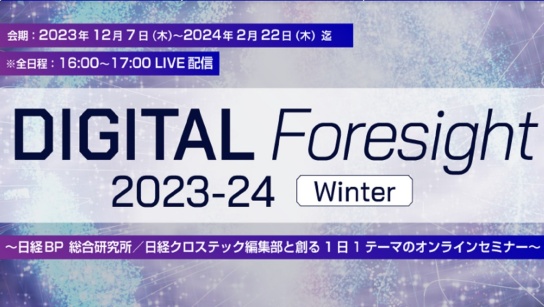 会期：2023年 12月 7日（木）～2024年 2月 22日（木）迄
※全日程：16:00～17:00 LIVE 配信
DIGITAL Foresight
2023-24 Winter
～日経BP 総合研究所／日経クロステック編集部と創る 1日1テーマのオンラインセミナー～